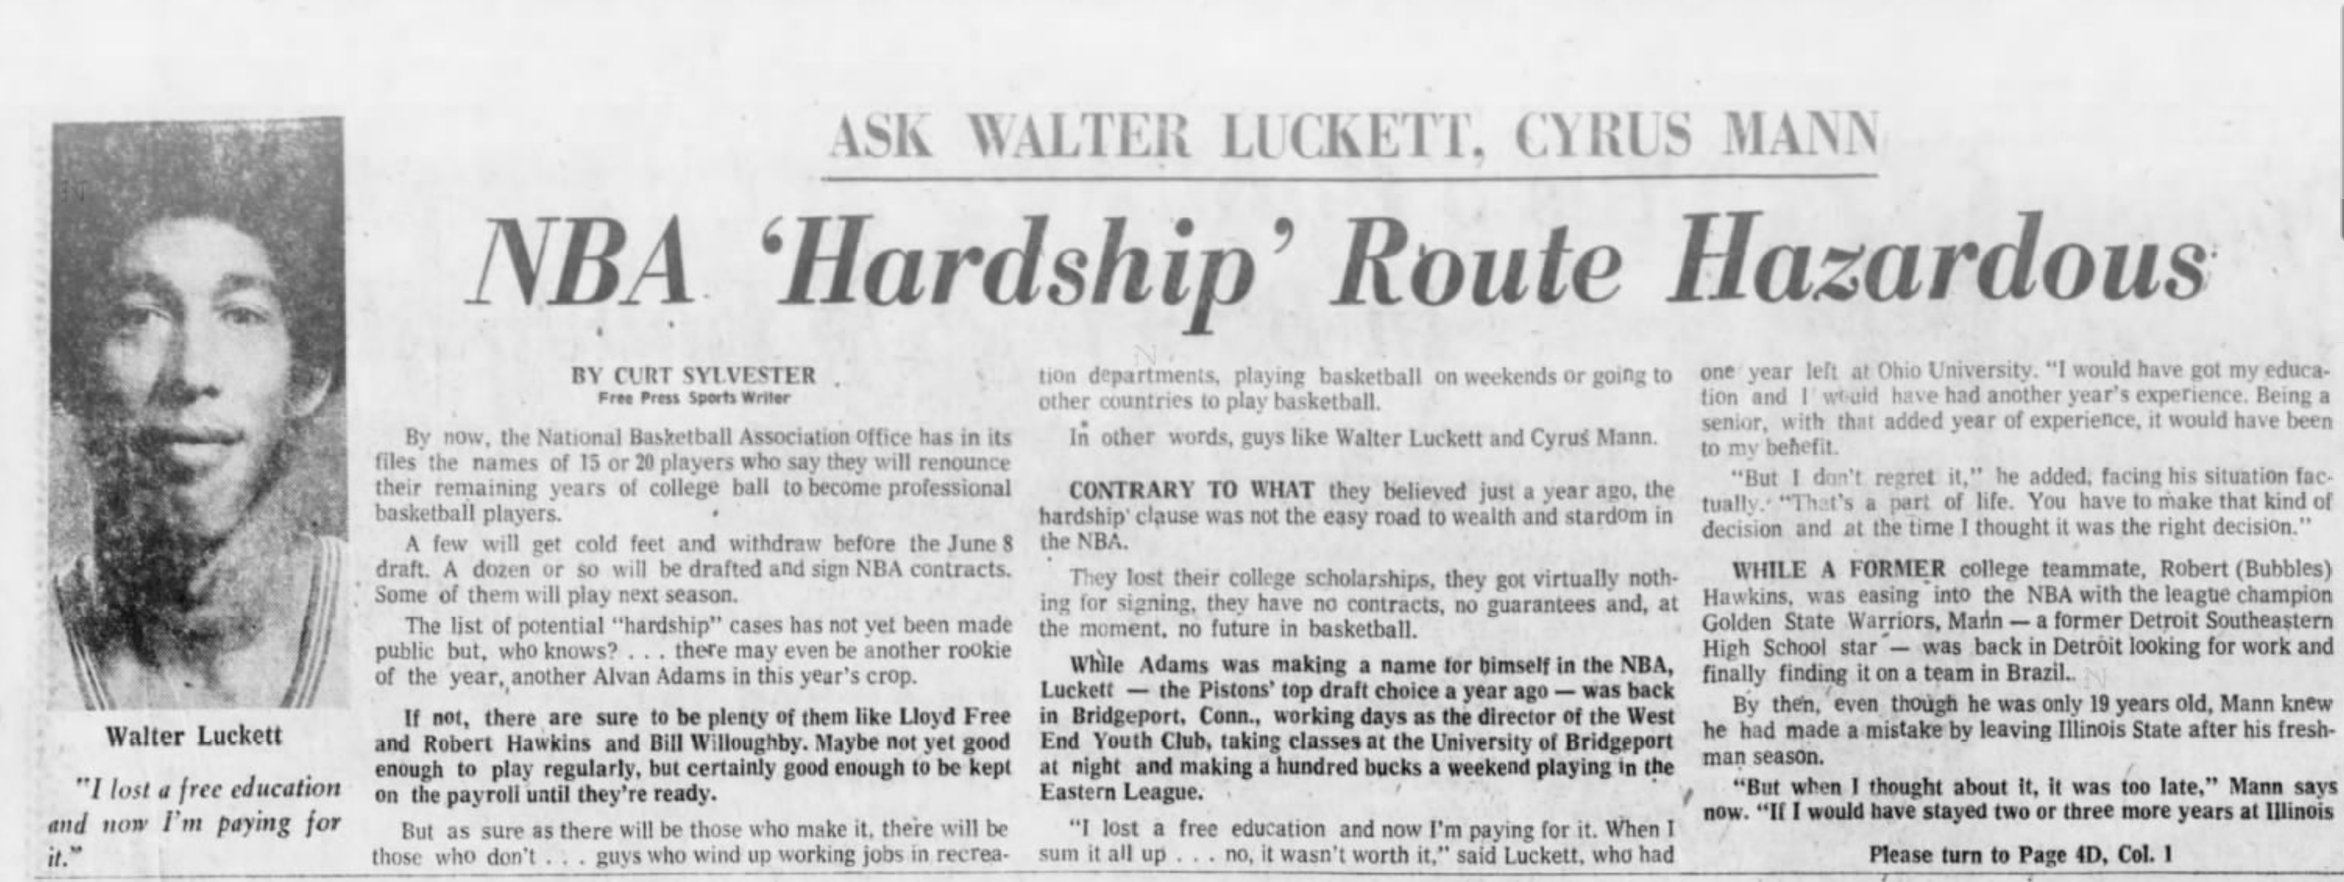 ASK WALTER LUCKETT, CYRUS MANN
NBA ‘Hardship’ Route Hazardous
Walter Luckett
"I lost a free education
and now I'm paying for
it."
BY CURT SYLVESTER
Free Press Sports Writer
By now, the National Basketball Association office has in its
files the names of 15 or 20 players who say they will renounce
their remaining years of college ball to become professional
basketball players.
A few will get cold feet and withdraw before the June 8
draft. A dozen or so will be drafted and sign NBA contracts.
Some of them will play next season.
The list of potential "hardship" cases has not yet been made
public but, who knows? . . . there may even be another rookie
of the year, another Alvan Adams in this year's crop.
If not, there are sure to be plenty of them like Lloyd Free
and Robert Hawkins and Bill Willoughby. Maybe not yet good
enough to play regularly, but certainly good enough to be kept
on the payroll until they're ready.
But as sure as there will be those who make it, there will be
those who don't . . . guys who wind up working jobs in recrea-
tion departments, playing basketball on weekends or going to
other countries to play basketball.
In other words, guys like Walter Luckett and Cyrus Mann.
CONTRARY TO WHAT they believed just a year ago, the
hardship' clause was not the easy road to wealth and stardom in
the NBA.
They lost their college scholarships, they got virtually noth-
ing for signing, they have no contracts, no guarantees and, at
the moment, no future in basketball.
While Adams was making a name for himself in the NBA,
Luckett — the Pistons' top draft choice a year ago — was back
in Bridgeport, Conn., working days as the director of the West
End Youth Club, taking classes at the University of Bridgeport
at night and making a hundred bucks a weekend playing in the
Eastern League.
"I lost a free education and now I'm paying for it. When I
sum it all up . . . no, it wasn't worth it," said Luckett, who had
one year left at Ohio University. "I would have got my educa-
tion and I would have had another year's experience. Being a
senior, with that added year of experience, it would have been
to my benefit.
"But I don't regret it," he added, facing his situation fac-
tually. "That's a part of life. You have to make that kind of
decision and at the time I thought it was the right decision."
WHILE A FORMER college teammate, Robert (Bubbles)
Hawkins, was easing into the NBA with the league champion
Golden State Warriors, Mann — a former Detroit Southeastern
High School star — was back in Detroit looking for work and
finally finding it on a team in Brazil.
By then, even though he was only 19 years old, Mann knew
he had made a mistake by leaving Illinois State after his fresh-
man season.
"But when I thought about it, it was too late," Mann says
now. "If I would have stayed two or three more years at Illinois
Please turn to Page 4D, Col. 1